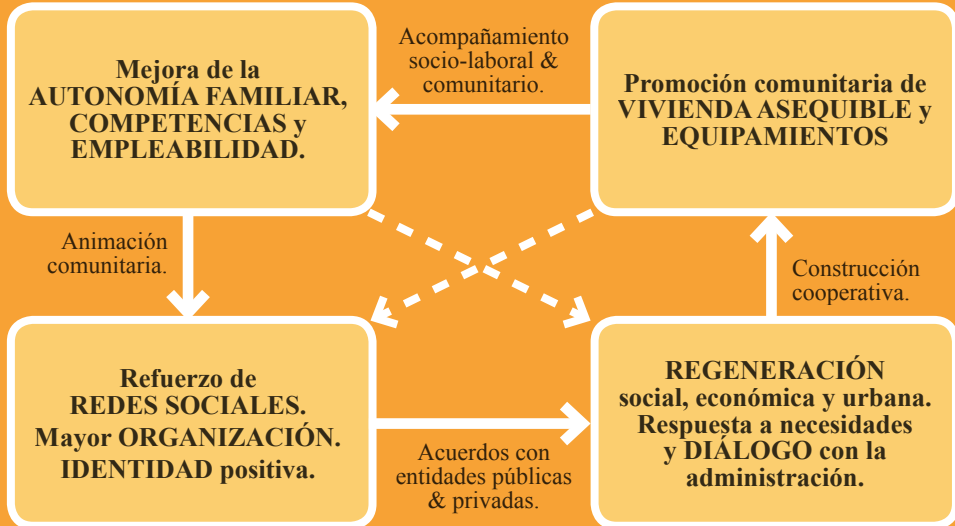 Mejora de la
AUTONOMÍA FAMILIAR,
COMPETENCIAS y
EMPLEABILIDAD.
Acompañamiento
socio-laboral &
comunitario.
Promoción comunitaria de
VIVIENDA ASEQUIBLE y
EQUIPAMIENTOS
Animación
comunitaria.
Construcción
cooperativa.
Refuerzo de
REDES SOCIALES.
Mayor ORGANIZACIÓN.
IDENTIDAD positiva.
Acuerdos con
entidades públicas
& privadas.
REGENERACIÓN
social, económica y urbana.
Respuesta a necesidades
y DIÁLOGO con la
administración.